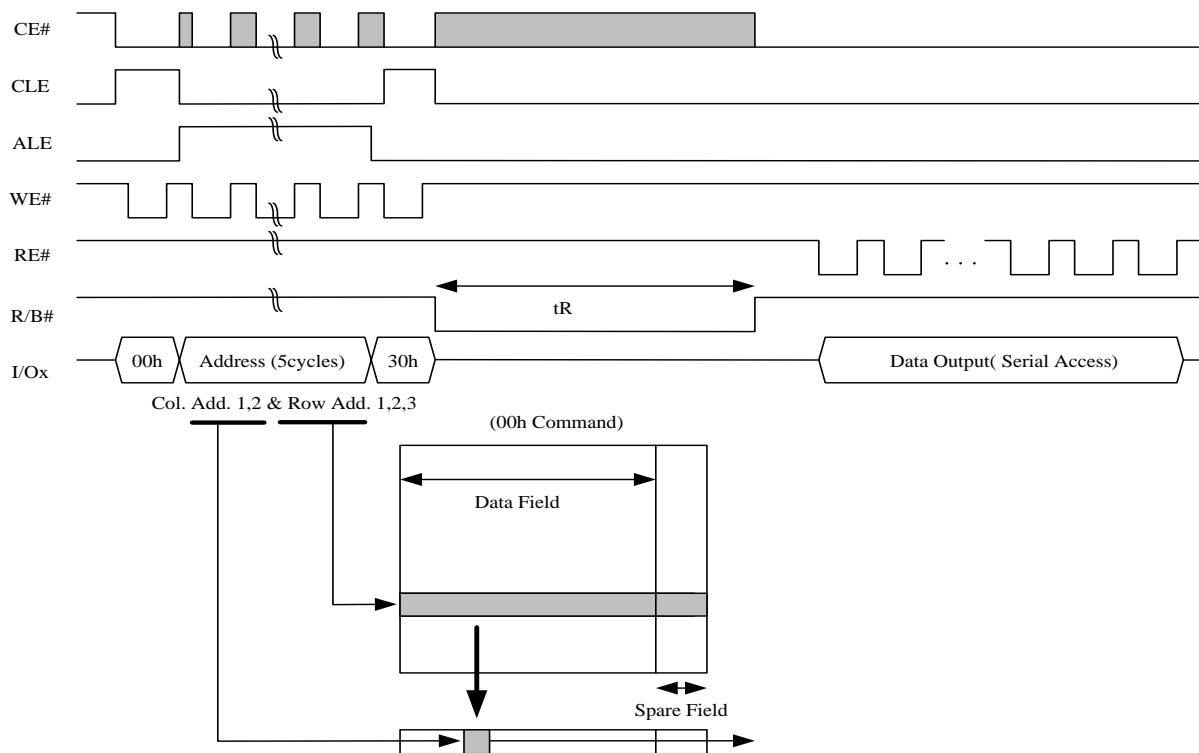 CE#
CLE
ALE
WE#
RE#
. . .
R/B#
tR
I/Ox
00h
Address (5cycles)
30h
Data Output( Serial Access)
Col. Add. 1,2 & Row Add. 1,2,3
(00h Command)
Data Field
Spare Field